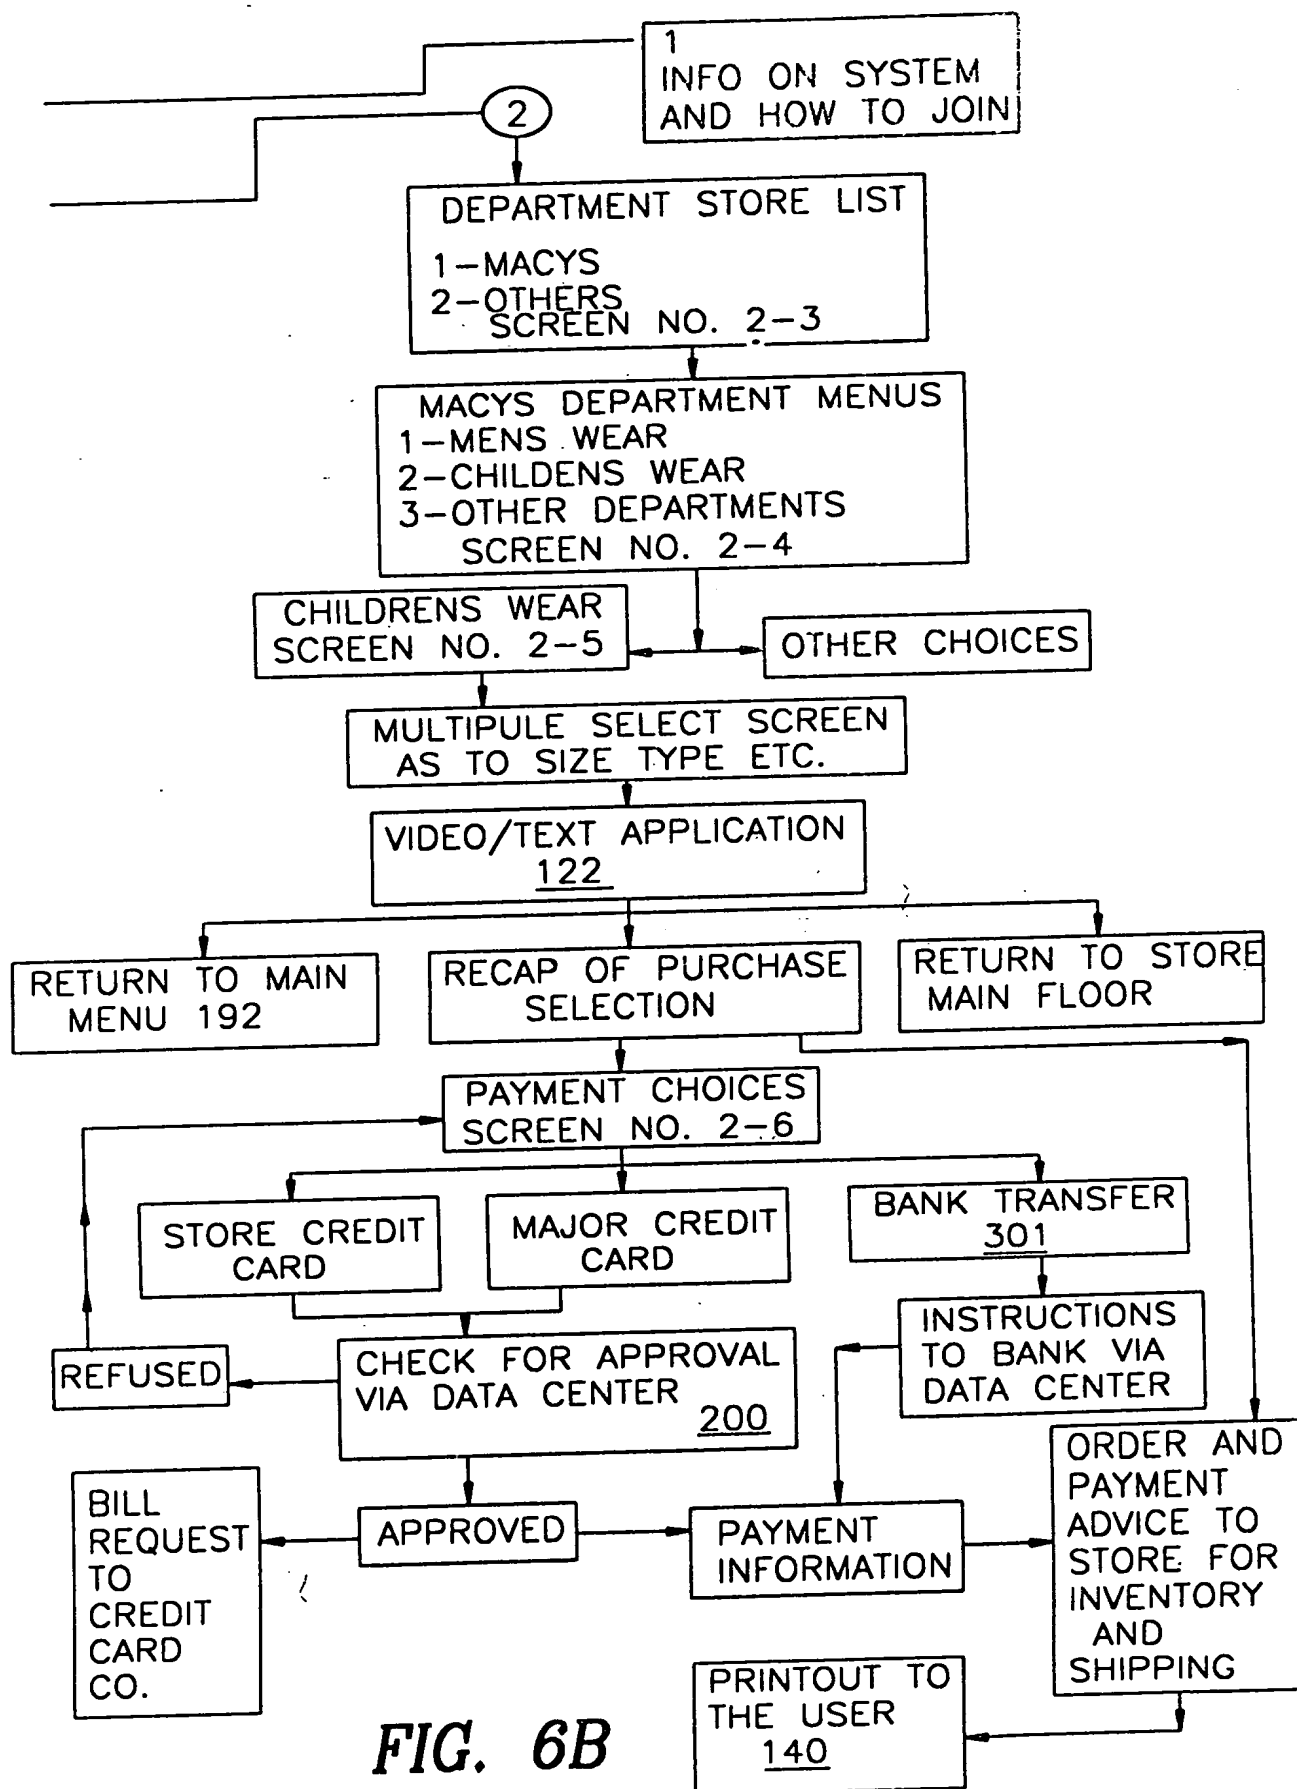 1
INFO ON SYSTEM
AND HOW TO JOIN
2
DEPARTMENT STORE LIST
1-MACYS
2-OTHERS
SCREEN NO. 2-3
MACYS DEPARTMENT MENUS
1-MENS WEAR
2-CHILDENS WEAR
3-OTHER DEPARTMENTS
SCREEN NO. 2-4
CHILDRENS WEAR
SCREEN NO. 2-5
OTHER CHOICES
MULTIPULE SELECT SCREEN
AS TO SIZE TYPE ETC.
VIDEO/TEXT APPLICATION
122
RETURN TO MAIN
MENU 192
RECAP OF PURCHASE
SELECTION
RETURN TO STORE
MAIN FLOOR
PAYMENT CHOICES
SCREEN NO. 2-6
STORE CREDIT
CARD
MAJOR CREDIT
CARD
BANK TRANSFER
301
REFUSED
CHECK FOR APPROVAL
VIA DATA CENTER
200
INSTRUCTIONS
TO BANK VIA
DATA CENTER
BILL
REQUEST
TO
CREDIT
CARD
CO.
APPROVED
PAYMENT
INFORMATION
ORDER AND
PAYMENT
ADVICE TO
STORE FOR
INVENTORY
AND
SHIPPING
PRINTOUT TO
THE USER
140
FIG. 6B